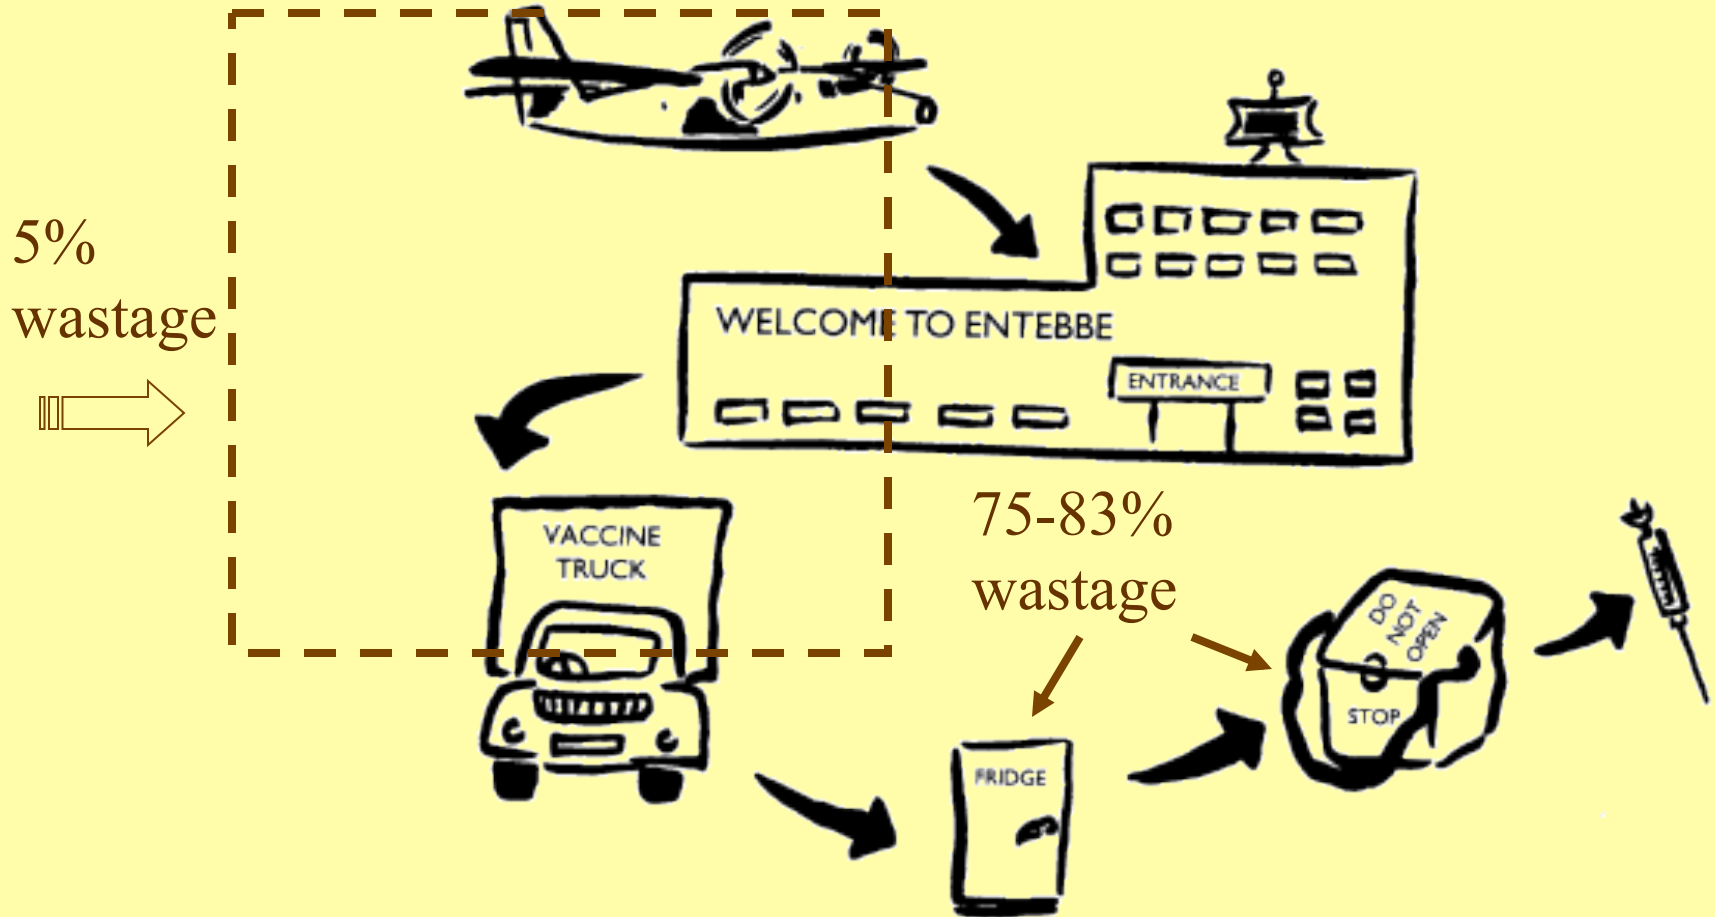 5%
wastage
WELCOME TO ENTEBBE
ENTRANCE
VACCINE
TRUCK
75-83%
wastage
FRIDGE
DO
NOT
OPEN
STOP